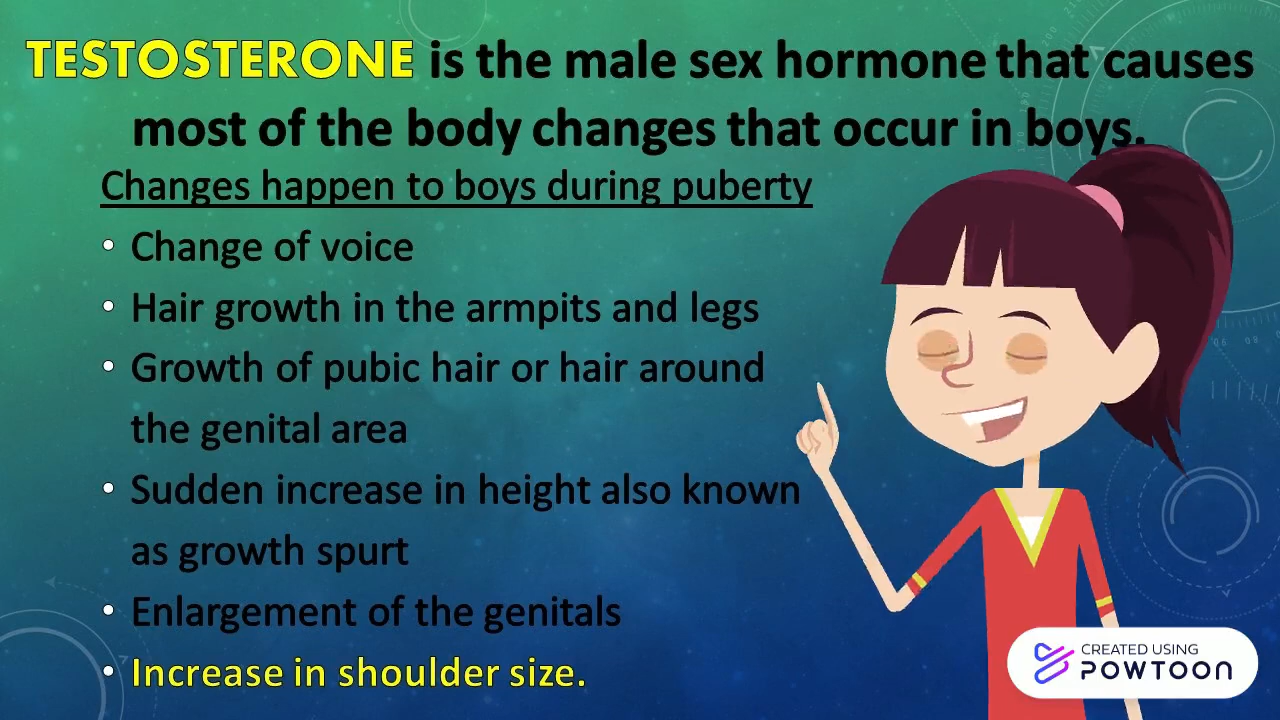 TESTOSTERONE is the male sex hormone that causes
most of the body changes that occur in boys.
Changes happen to boys during puberty
• Change of voice
• Hair growth in the armpits and legs
• Growth of pubic hair or hair around
the genital area
• Sudden increase in height also known
as growth spurt
• Enlargement of the genitals
• Increase in shoulder size.
CREATED USING
POWTOON